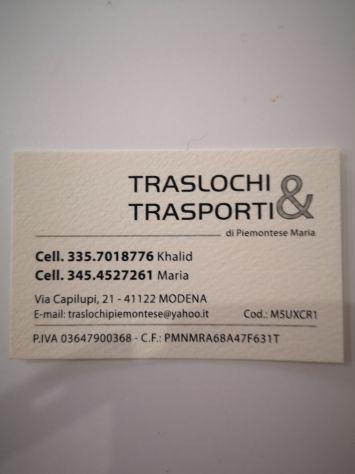 TRASLOCHI &
TRASPORTI
di Piemontese Maria
Cell. 335.7018776 Khalid
Cell. 345.4527261 Maria
Via Capilupi, 21 - 41122 MODENA
E-mail: traslochipiemontese@yahoo.it Cod.: M5UXCR1
P.IVA 03647900368 - C.F.: PMNMRA68A47F631T